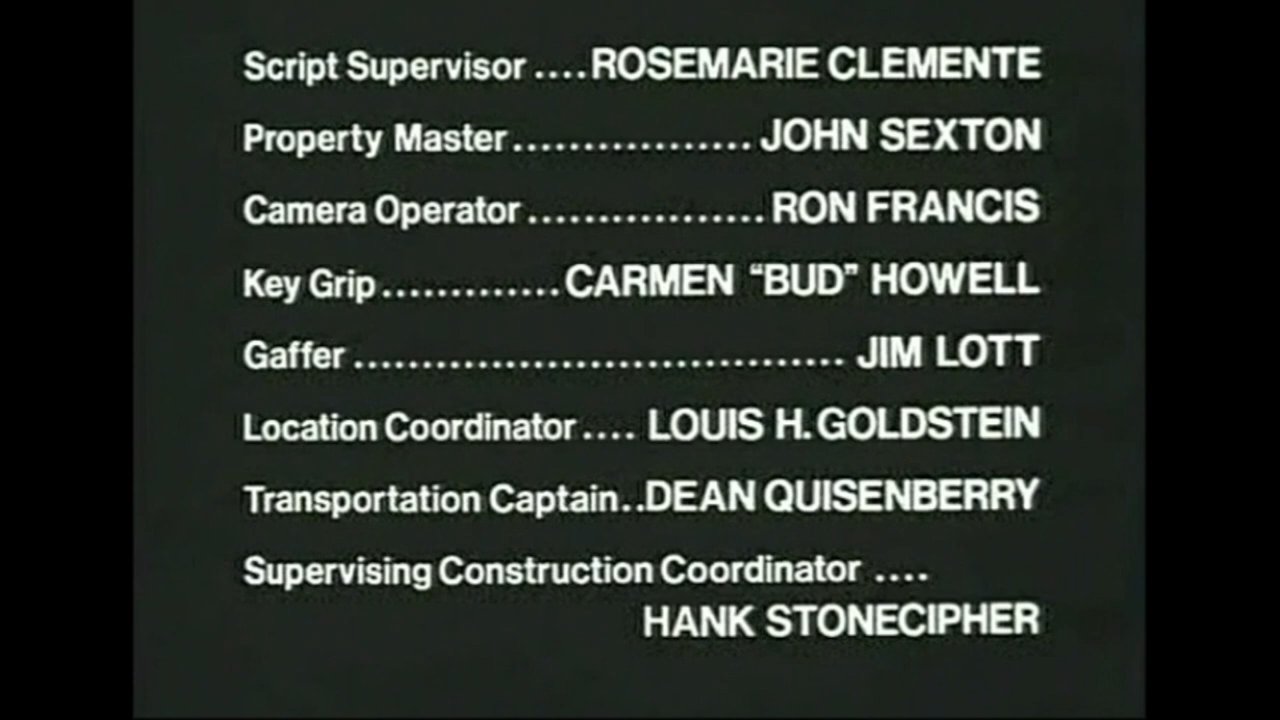 Script Supervisor ....ROSEMARIE CLEMENTE
Property Master..................JOHN SEXTON
Camera Operator..................RON FRANCIS
Key Grip.............CARMEN “BUD” HOWELL
Gaffer..................................... JIM LOTT
Location Coordinator.... LOUIS H. GOLDSTEIN
Transportation Captain..DEAN QUISENBERRY
Supervising Construction Coordinator ....
HANK STONECIPHER